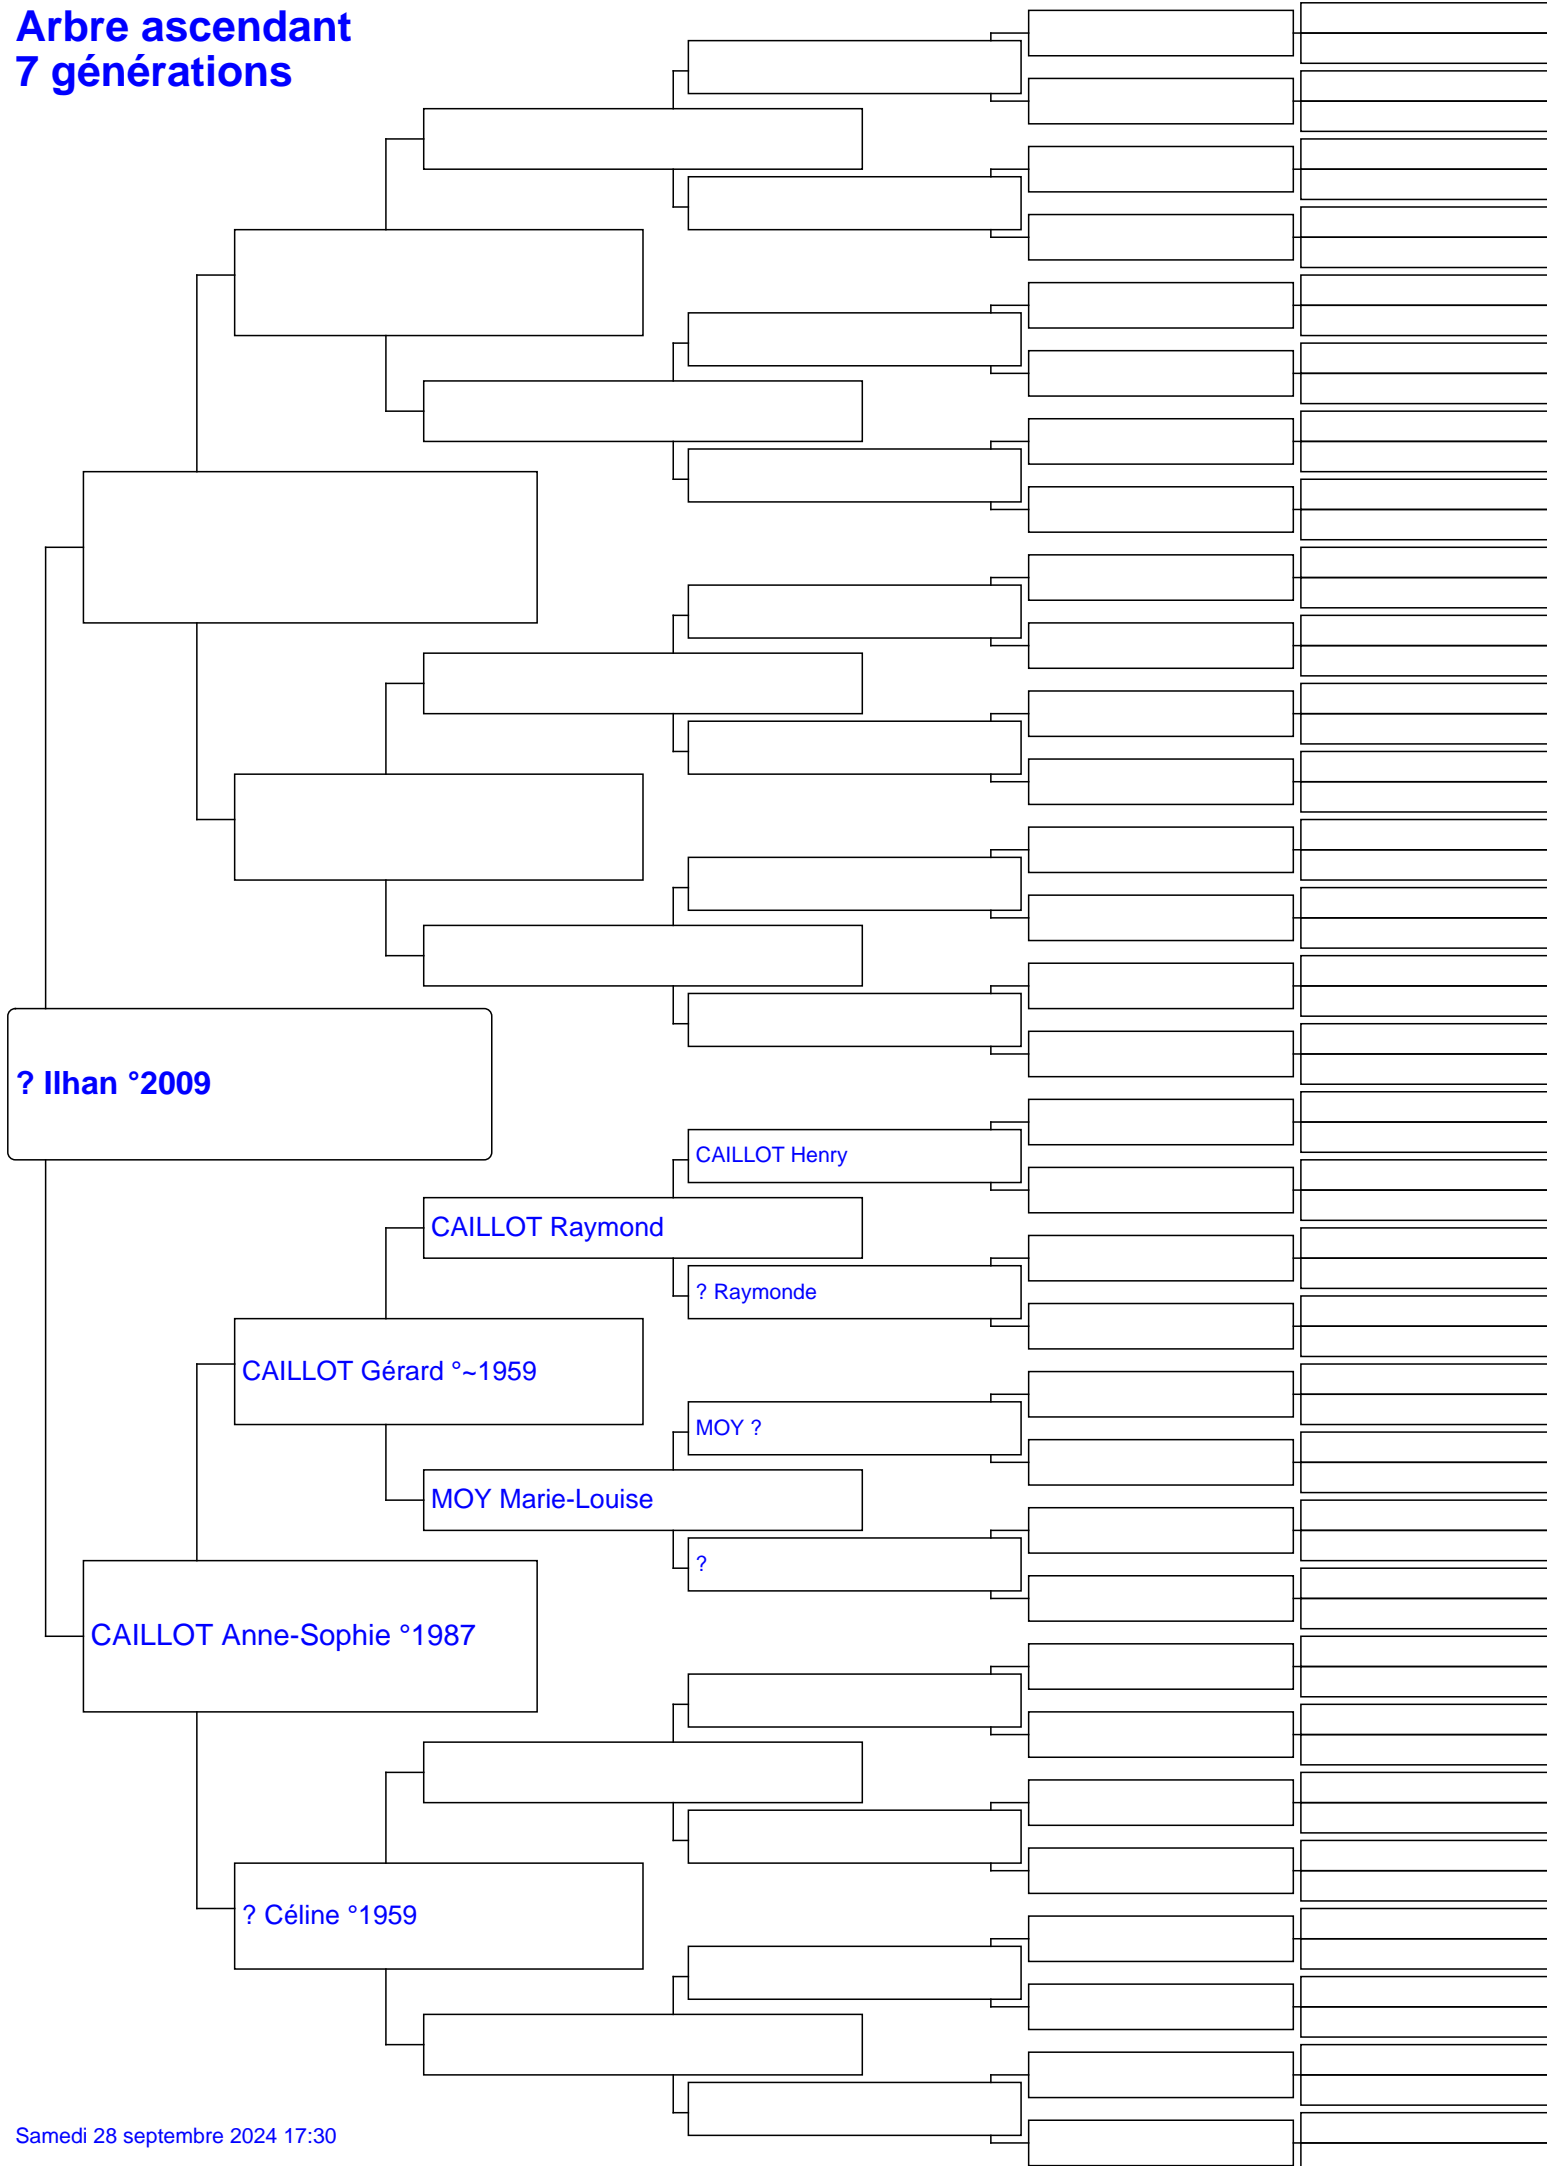 Arbre ascendant
7 générations
? Ilhan °2009
CAILLOT Henry
CAILLOT Raymond
? Raymonde
CAILLOT Gérard °~1959
MOY ?
MOY Marie-Louise
?
CAILLOT Anne-Sophie °1987
? Céline °1959
Samedi 28 septembre 2024 17:30